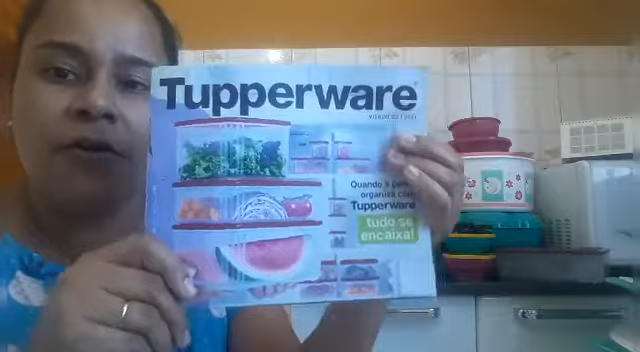 Tupperware
Quando a gente
organiza com
Tupperware
tudo se
encaixa!